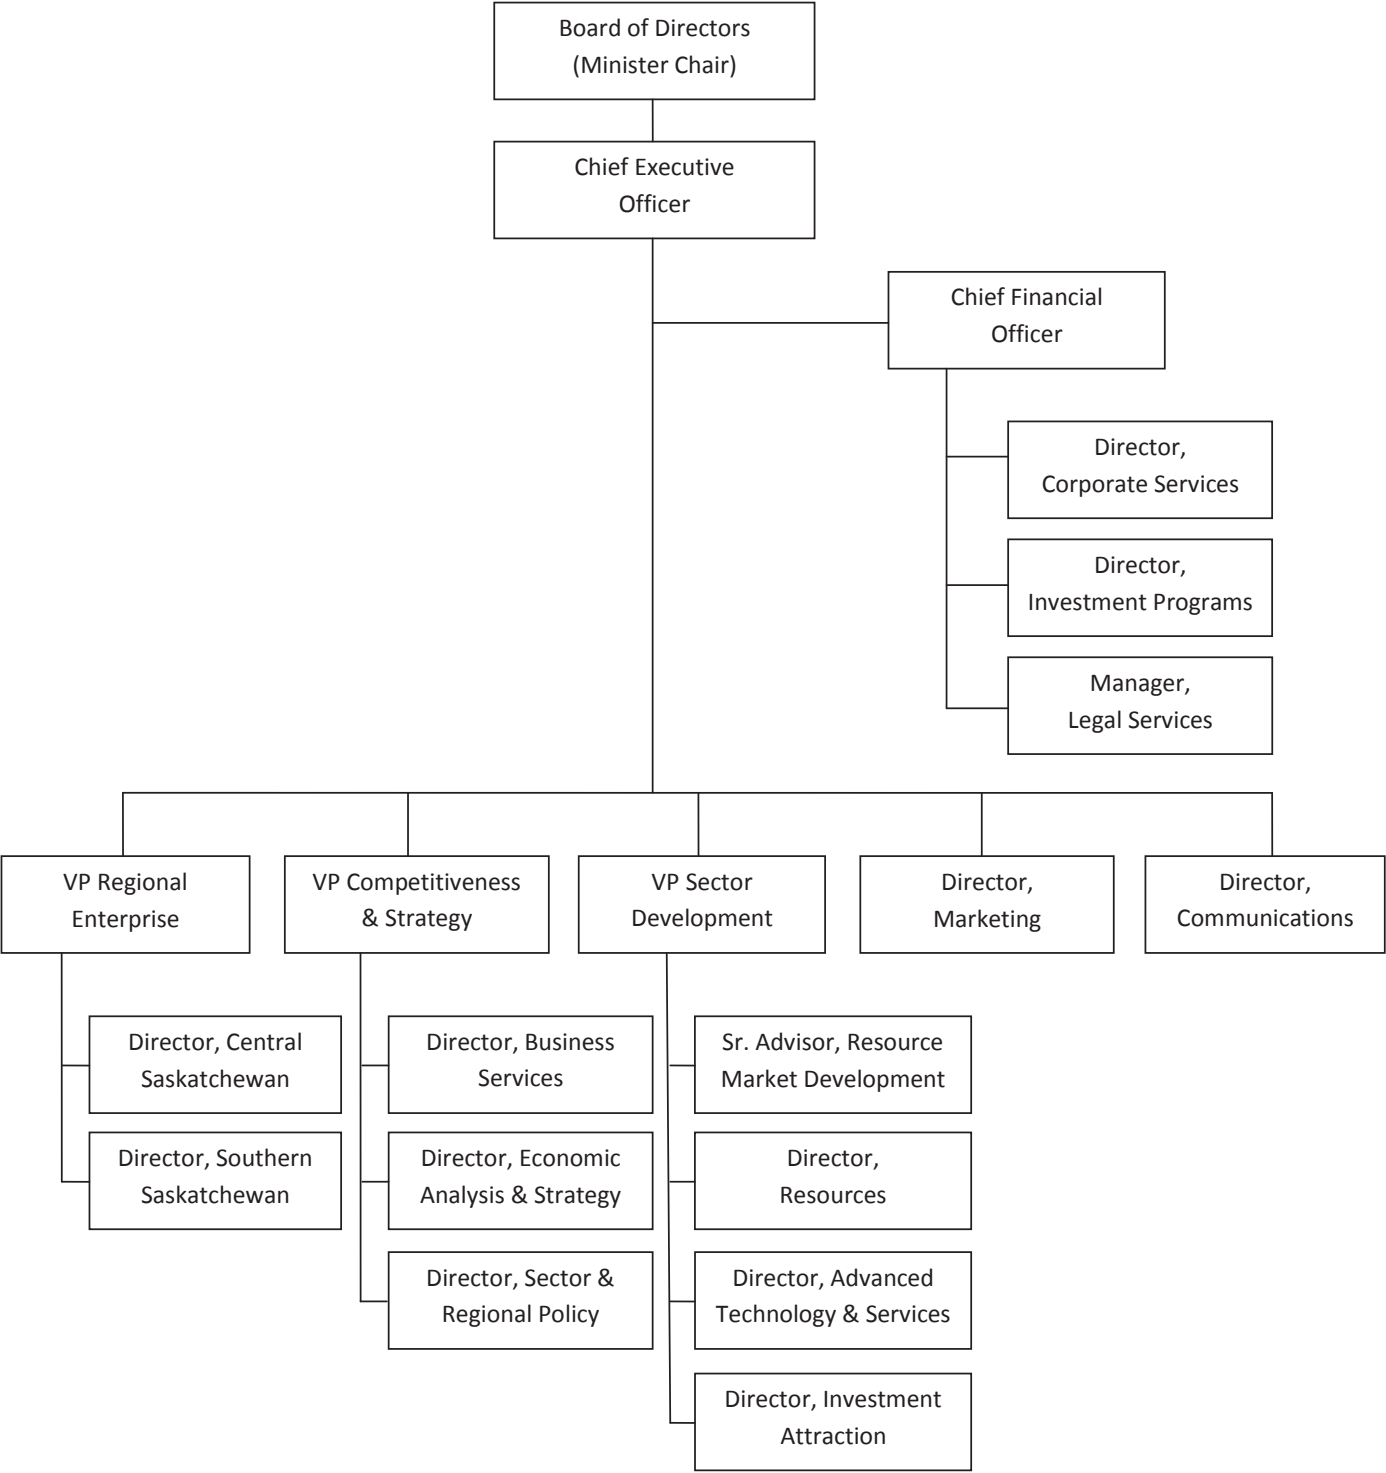 Board of Directors
(Minister Chair)
Chief Executive
Officer
Chief Financial
Officer
Director,
Corporate Services
Director,
Investment Programs
Manager,
Legal Services
VP Regional
Enterprise
VP Competitiveness
& Strategy
VP Sector
Development
Director,
Marketing
Director,
Communications
Director, Central
Saskatchewan
Director, Southern
Saskatchewan
Director, Business
Services
Director, Economic
Analysis & Strategy
Director, Sector &
Regional Policy
Sr. Advisor, Resource
Market Development
Director,
Resources
Director, Advanced
Technology & Services
Director, Investment
Attraction